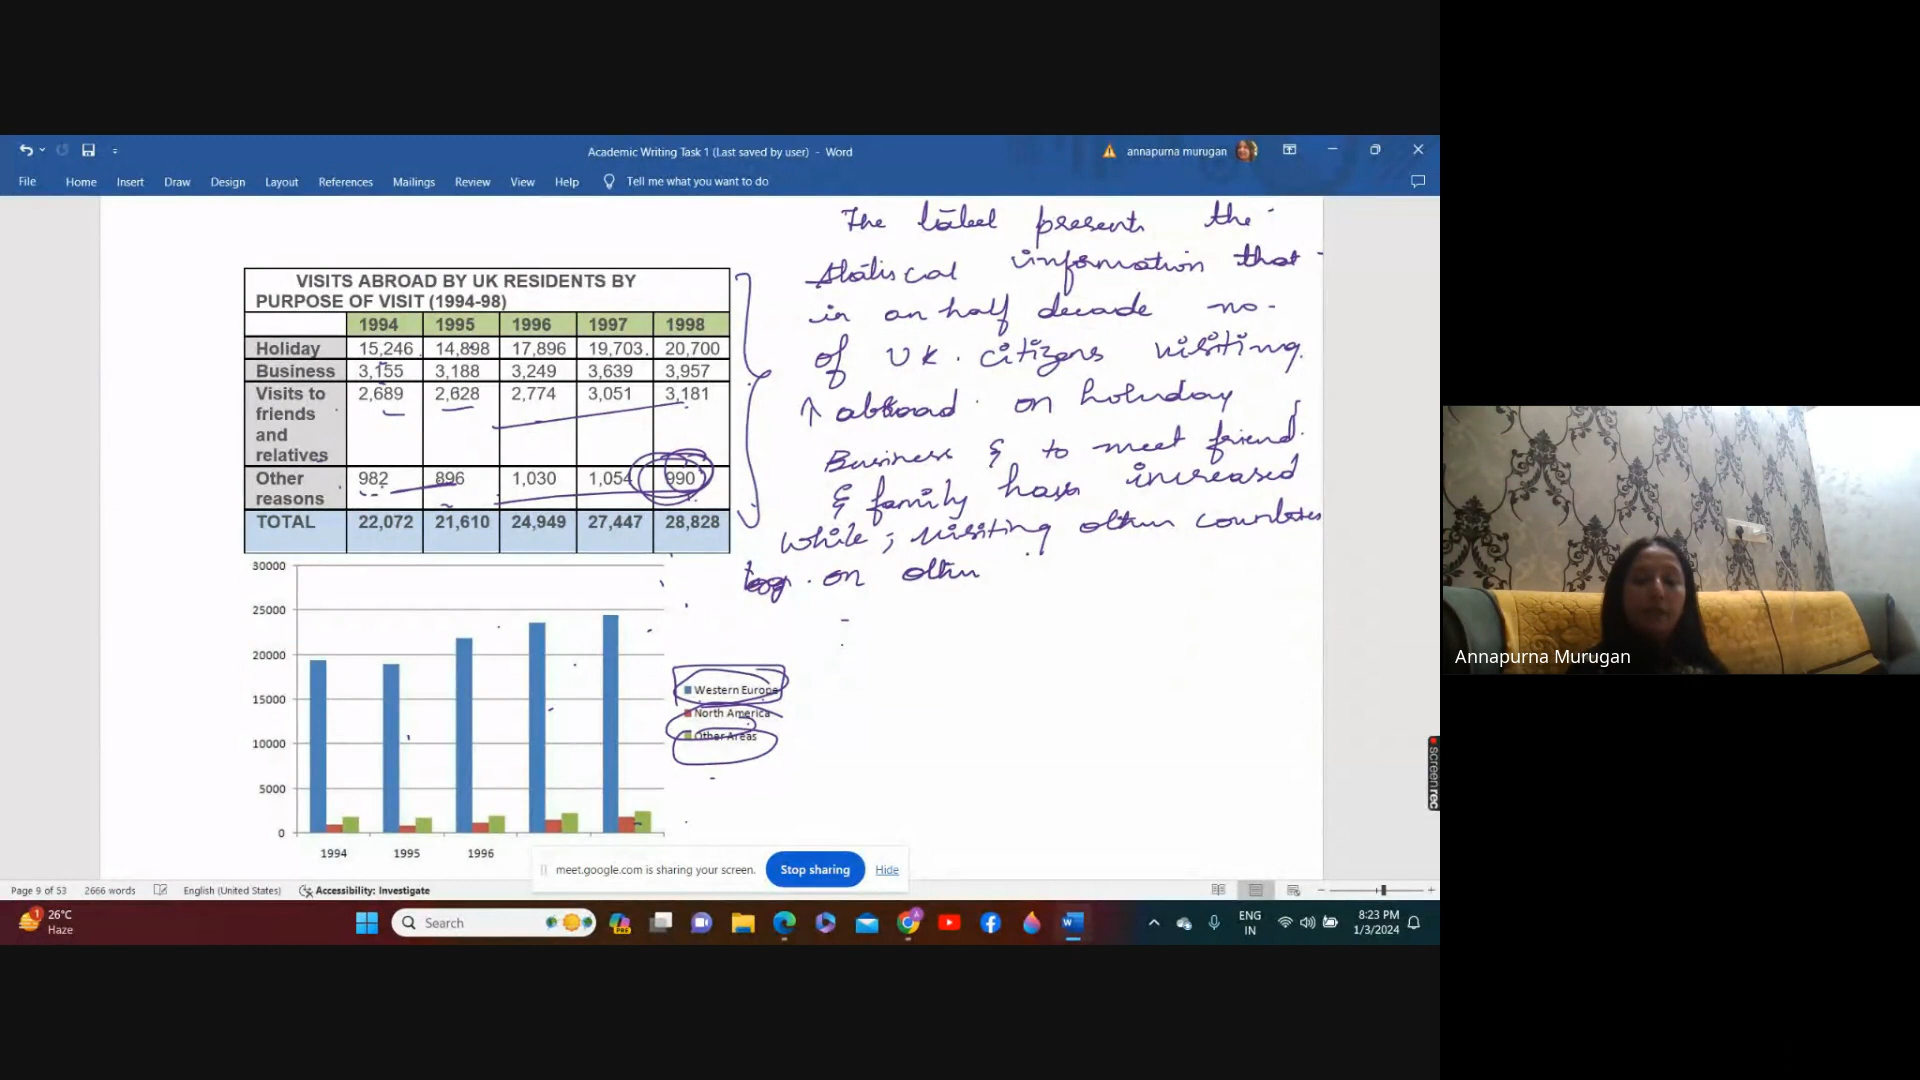 Academic Writing Task 1 (Last saved by user) - Word
annapurna murugan
File Home Insert Draw Design Layout References Mailings Review View Help Tell me what you want to do
VISITS ABROAD BY UK RESIDENTS BY
PURPOSE OF VISIT (1994-98)
1994 1995 1996 1997 1998
Holiday 15,246 14,898 17,896 19,703 20,700
Business 3,155 3,188 3,249 3,639 3,957
Visits to 2,689 2,628 2,774 3,051 3,181
friends
and
relatives
Other 982 896 1,030 1,054 990
reasons
TOTAL 22,072 21,610 24,949 27,447 28,828
The tabel present the
statiscal information that
in an half decade no-
of UK. citizens visiting
↑ abroad on holuday
Business & to meet friend
& family have increased
while, visiting other countries
on other
30000
25000
20000
15000
10000
5000
0
1994 1995 1996
Western Europe
North America
Other Areas
meet.google.com is sharing your screen. Stop sharing Hide
screenrec
Annapurna Murugan
Page 9 of 53 2666 words English (United States) Accessibility: Investigate
1 26°C
Haze
Search
PRE
ENG
IN
8:23 PM
1/3/2024